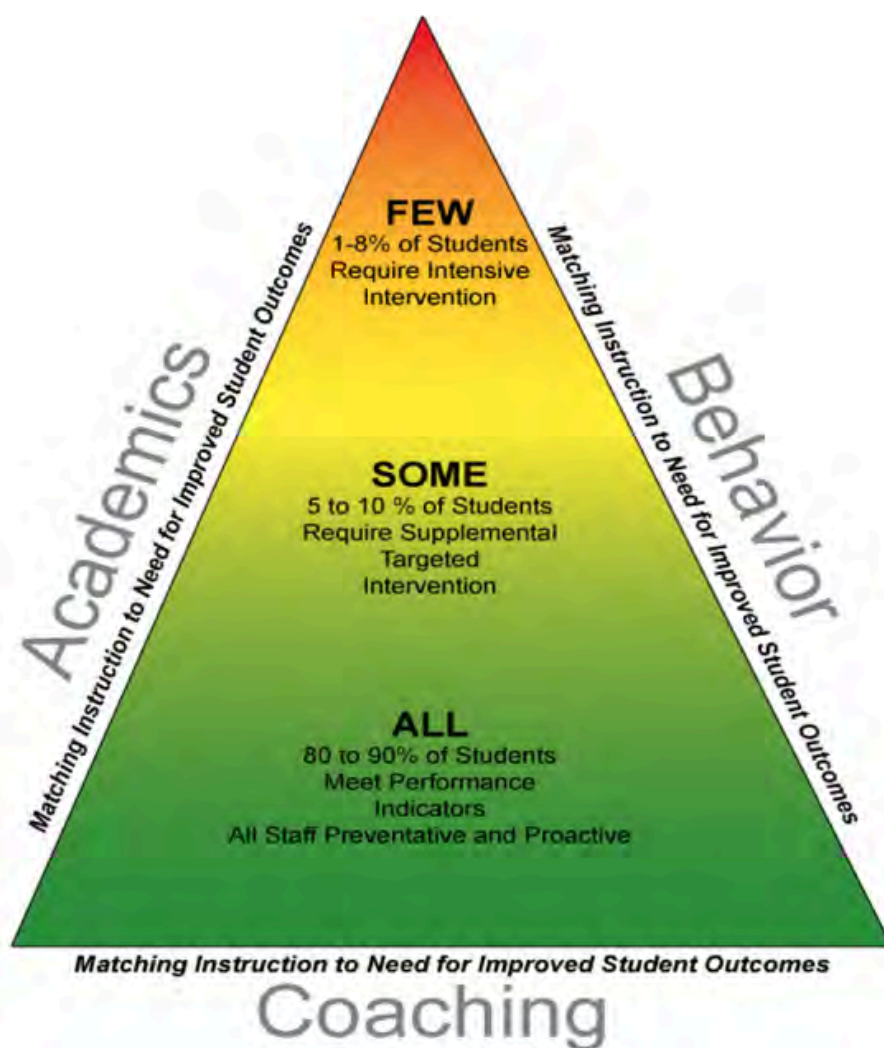 FEW
1-8% of Students
Require Intensive
Intervention
Matching Instruction to Need for Improved Student Outcomes
Academics
Matching Instruction to Need for Improved Student Outcomes
Behavior
SOME
5 to 10 % of Students
Require Supplemental
Targeted
Intervention
ALL
80 to 90% of Students
Meet Performance
Indicators
All Staff Preventative and Proactive
Matching Instruction to Need for Improved Student Outcomes
Coaching